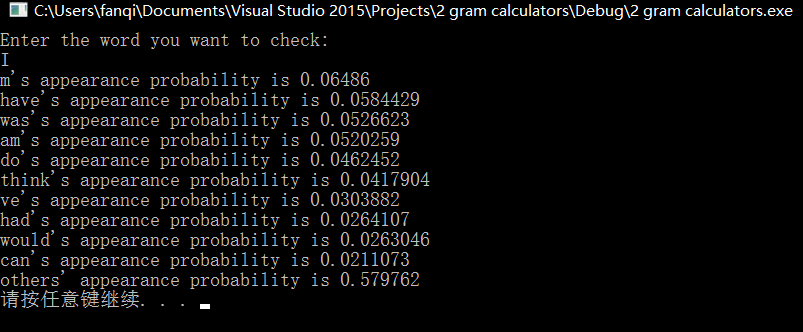 C:\Users\fanqi\Documents\Visual Studio 2015\Projects\2 gram calculators\Debug\2 gram calculators.exe
Enter the word you want to check:
I
m's appearance probability is 0.06486
have's appearance probability is 0.0584429
was's appearance probability is 0.0526623
am's appearance probability is 0.0520259
do's appearance probability is 0.0462452
think's appearance probability is 0.0417904
ve's appearance probability is 0.0303882
had's appearance probability is 0.0264107
would's appearance probability is 0.0263046
can's appearance probability is 0.0211073
others' appearance probability is 0.579762
请按任意键继续. . .